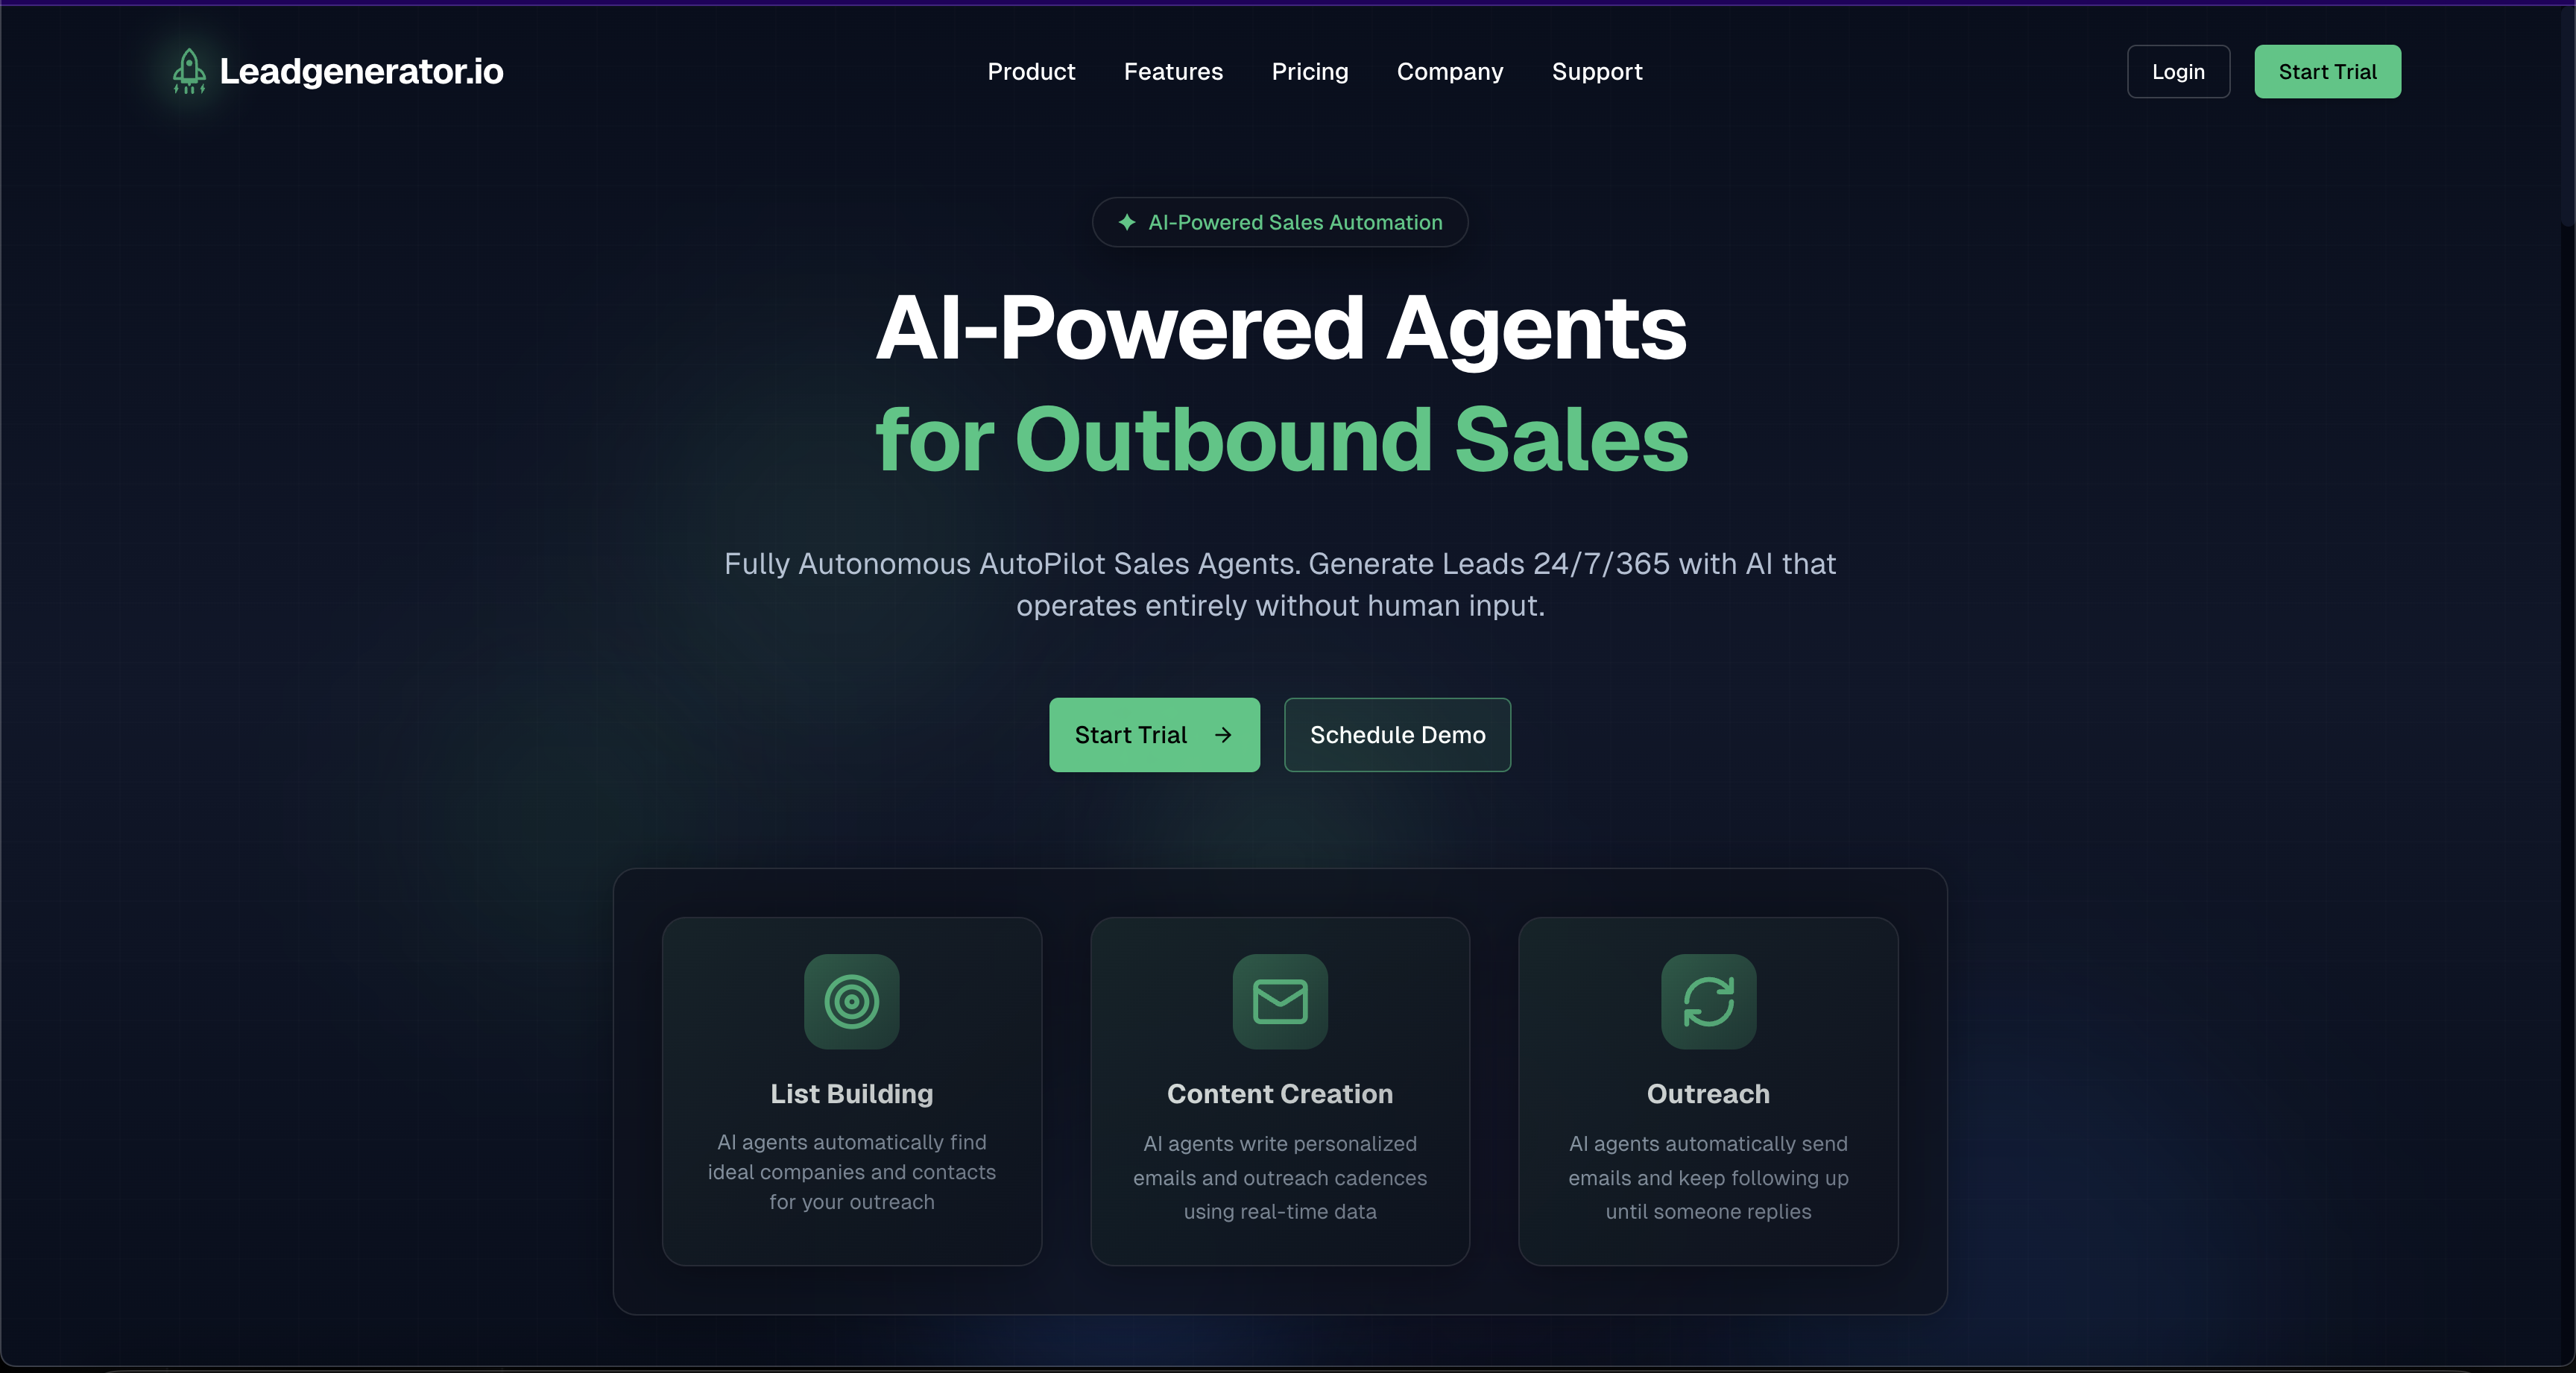 Leadgenerator.io
Product
Features
Pricing
Company
Support
Login
Start Trial
AI-Powered Sales Automation
AI-Powered Agents
for Outbound Sales
Fully Autonomous AutoPilot Sales Agents. Generate Leads 24/7/365 with AI that
operates entirely without human input.
Start Trial
Schedule Demo
List Building
AI agents automatically find
ideal companies and contacts
for your outreach
Content Creation
AI agents write personalized
emails and outreach cadences
using real-time data
Outreach
AI agents automatically send
emails and keep following up
until someone replies